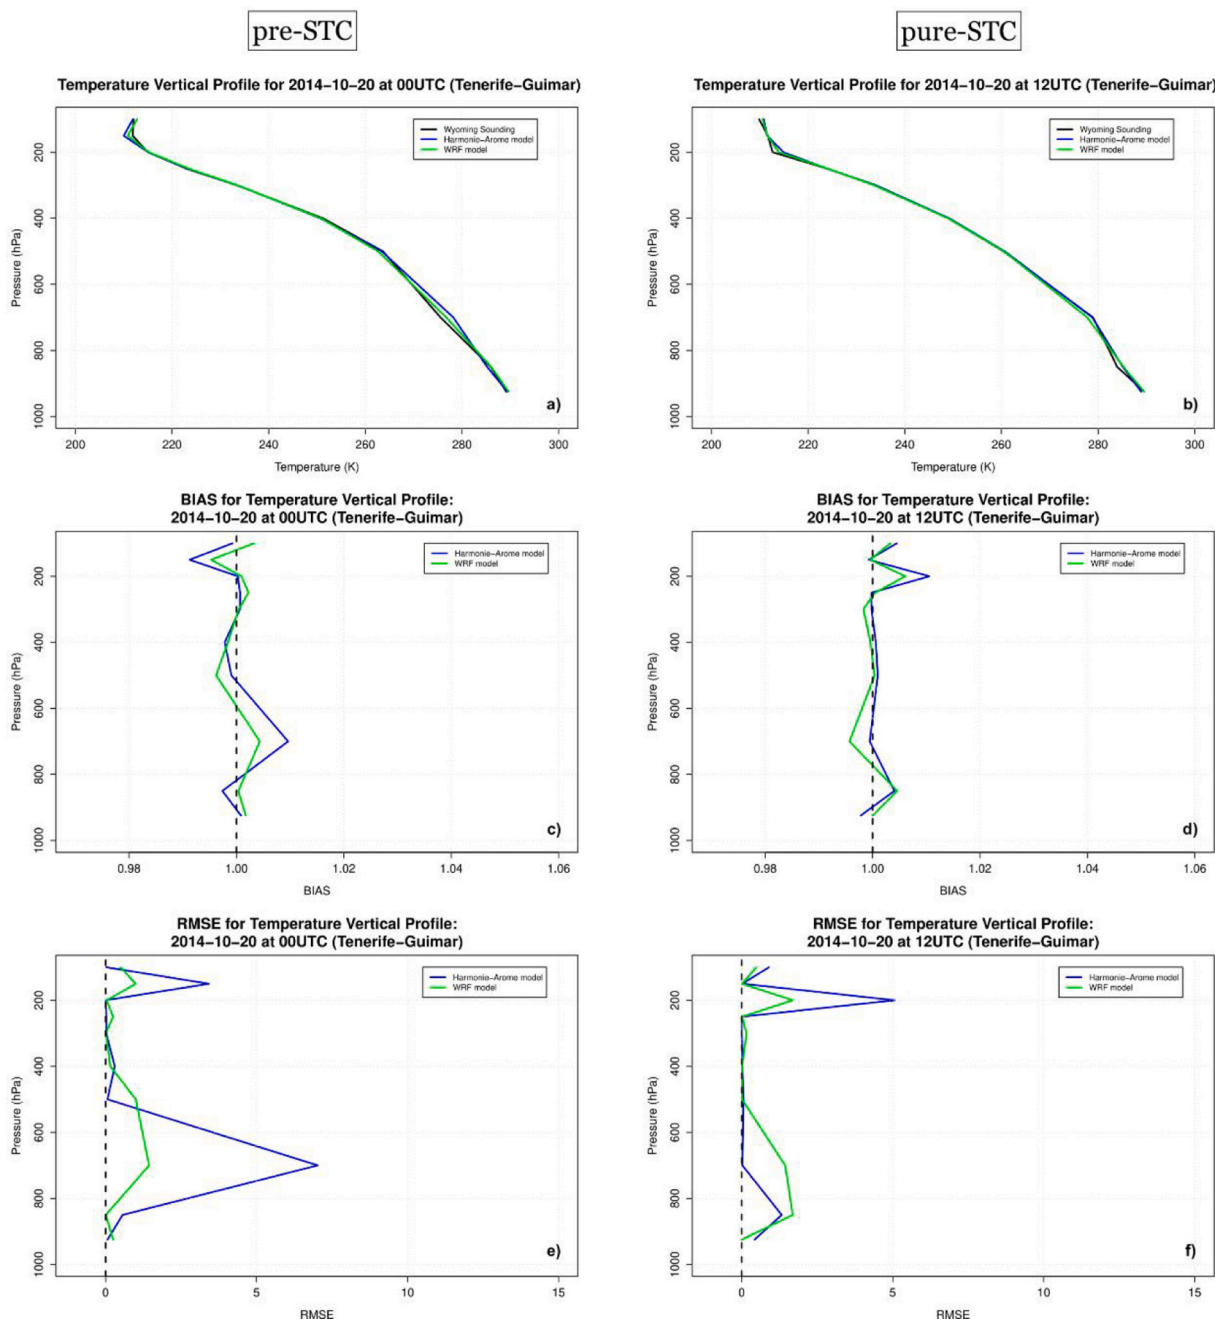 pre-STC
pure-STC
Temperature Vertical Profile for 2014-10-20 at 00UTC (Tenerife-Guimar)
Wyoming Sounding
Harmonie-Arome model
WRF model
200
400
600
800
1000
Pressure (hPa)
a)
200
220
240
260
280
300
Temperature (K)
Temperature Vertical Profile for 2014-10-20 at 12UTC (Tenerife-Guimar)
Wyoming Sounding
Harmonie-Arome model
WRF model
200
400
600
800
1000
Pressure (hPa)
b)
200
220
240
260
280
300
Temperature (K)
BIAS for Temperature Vertical Profile:
2014-10-20 at 00UTC (Tenerife-Guimar)
Harmonie-Arome model
WRF model
200
400
600
800
1000
Pressure (hPa)
c)
0.98
1.00
1.02
1.04
1.06
BIAS
BIAS for Temperature Vertical Profile:
2014-10-20 at 12UTC (Tenerife-Guimar)
Harmonie-Arome model
WRF model
200
400
600
800
1000
Pressure (hPa)
d)
0.98
1.00
1.02
1.04
1.06
BIAS
RMSE for Temperature Vertical Profile:
2014-10-20 at 00UTC (Tenerife-Guimar)
Harmonie-Arome model
WRF model
200
400
600
800
1000
Pressure (hPa)
e)
0
5
10
15
RMSE
RMSE for Temperature Vertical Profile:
2014-10-20 at 12UTC (Tenerife-Guimar)
Harmonie-Arome model
WRF model
200
400
600
800
1000
Pressure (hPa)
f)
0
5
10
15
RMSE